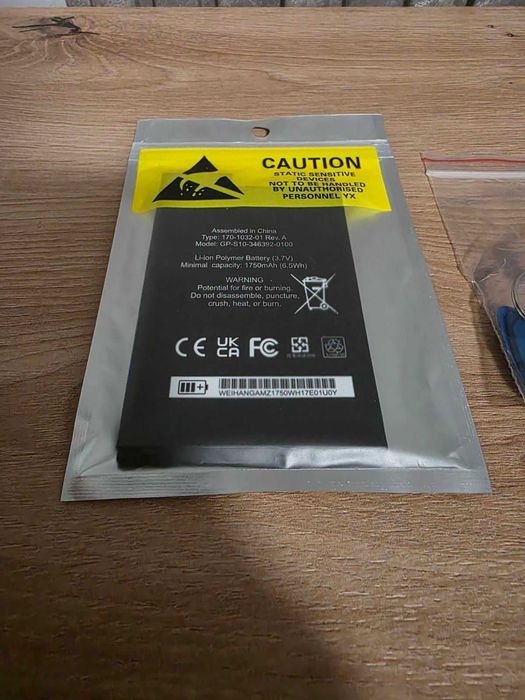 CAUTION
STATIC SENSITIVE
DEVICES
NOT TO BE HANDLED
BY UNAUTHORISED
PERSONNEL YX
Assembled in China
Type: 170-1032-01 Rev. A
Model: GP-S10-346392-0100
Li-Ion Polymer Battery (3.7V)
Minimal capacity: 1750mAh (6.5Wh)
WARNING
Potential for fire or burning.
Do not disassemble, puncture,
crush, heat, or burn.
CE UK CA FC
WEIHANGAMZ1750WH17E01U0Y